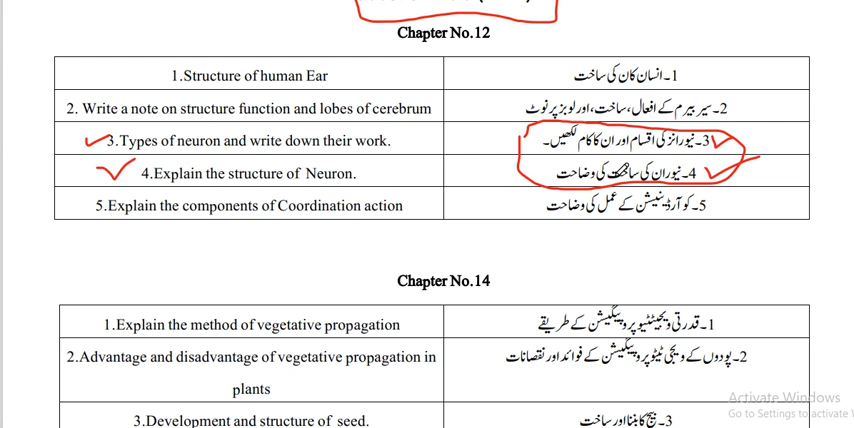 Chapter No.12
1.Structure of human Ear
1۔انسان کان کی ساخت
2. Write a note on structure function and lobes of cerebrum
2۔سیر بیرم کے افعال، ساخت، اور لوبز پر نوٹ
3.Types of neuron and write down their work.
3۔نیورانز کی اقسام اور ان کا کام لکھیں۔
4.Explain the structure of Neuron.
4۔نیوران کی ساخت کی وضاحت
5.Explain the components of Coordination action
5۔کوآرڈینیشن کے عمل کی وضاحت
Chapter No.14
1.Explain the method of vegetative propagation
1۔قدرتی ویجیٹیٹیو پروپیگیشن کے طریقے
2.Advantage and disadvantage of vegetative propagation in
plants
2۔پودوں کے ویجی ٹیٹو پروپیگیشن کے فوائد اور نقصانات
3.Development and structure of seed.
3۔بیج کا بننا اور ساخت
Activate Windows
Go to Settings to activate